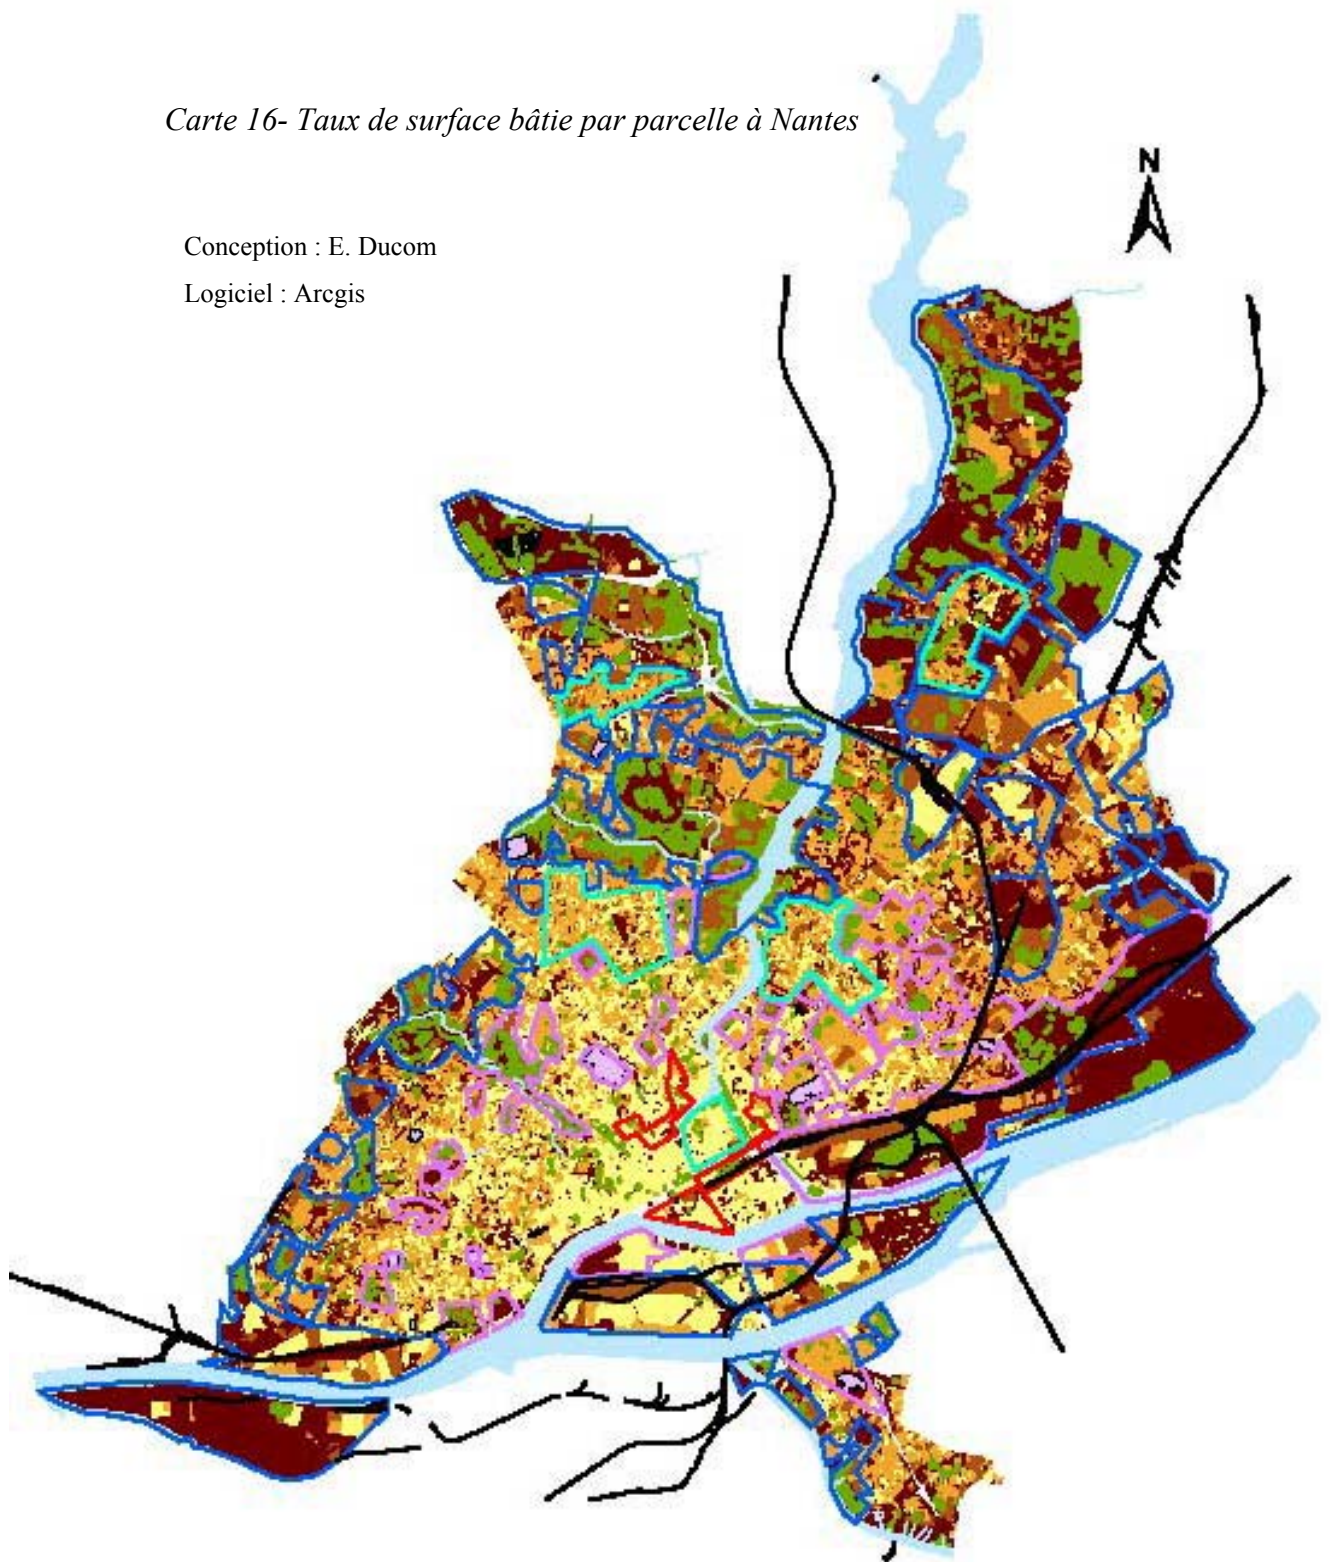 Carte 16- Taux de surface bâtie par parcelle à Nantes
N
Conception : E. Ducom
Logiciel : Arcgis